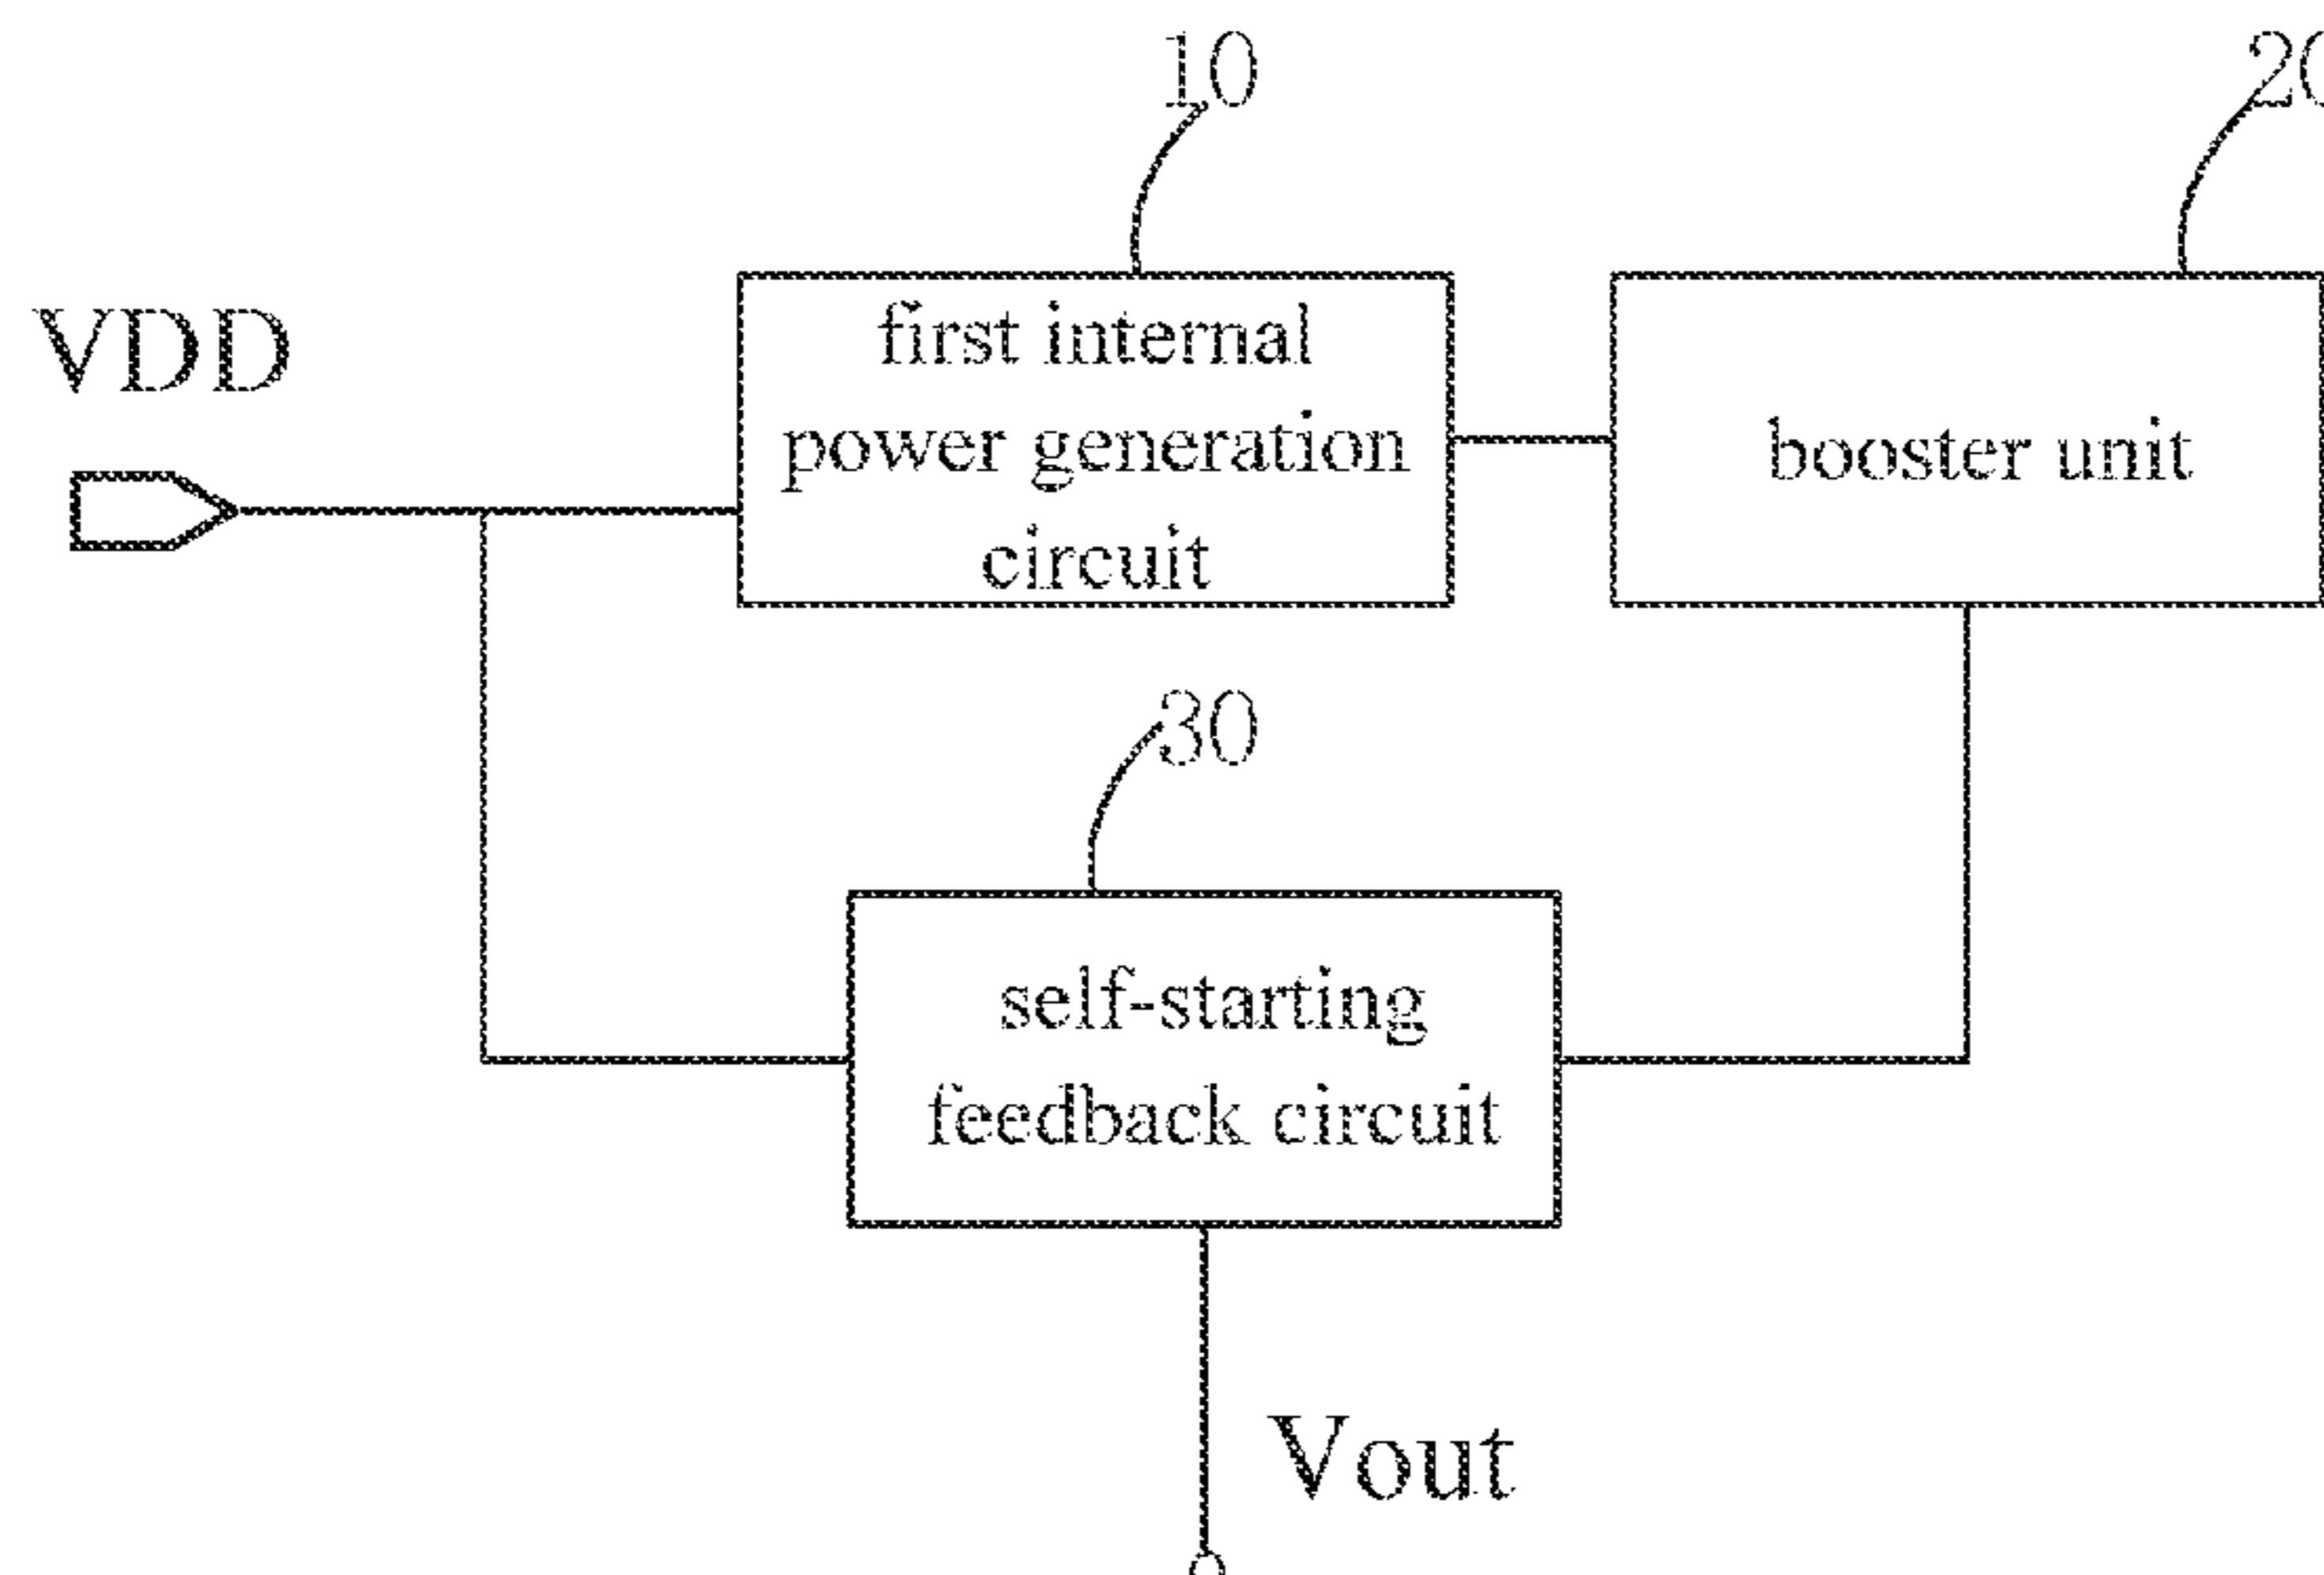 10
20
VDD
first internal
power generation
circuit
booster unit
30
self-starting
feedback circuit
Vout